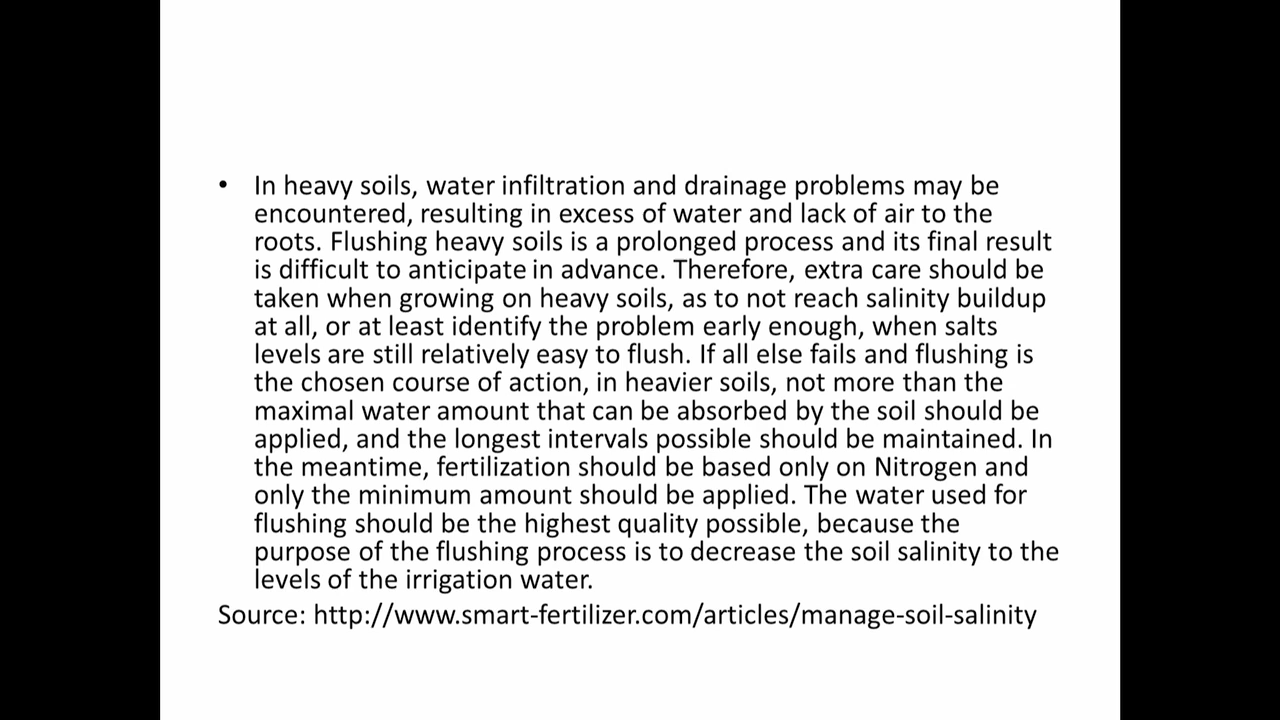 • In heavy soils, water infiltration and drainage problems may be
encountered, resulting in excess of water and lack of air to the
roots. Flushing heavy soils is a prolonged process and its final result
is difficult to anticipate in advance. Therefore, extra care should be
taken when growing on heavy soils, as to not reach salinity buildup
at all, or at least identify the problem early enough, when salts
levels are still relatively easy to flush. If all else fails and flushing is
the chosen course of action, in heavier soils, not more than the
maximal water amount that can be absorbed by the soil should be
applied, and the longest intervals possible should be maintained. In
the meantime, fertilization should be based only on Nitrogen and
only the minimum amount should be applied. The water used for
flushing should be the highest quality possible, because the
purpose of the flushing process is to decrease the soil salinity to the
levels of the irrigation water.
Source: http://www.smart-fertilizer.com/articles/manage-soil-salinity